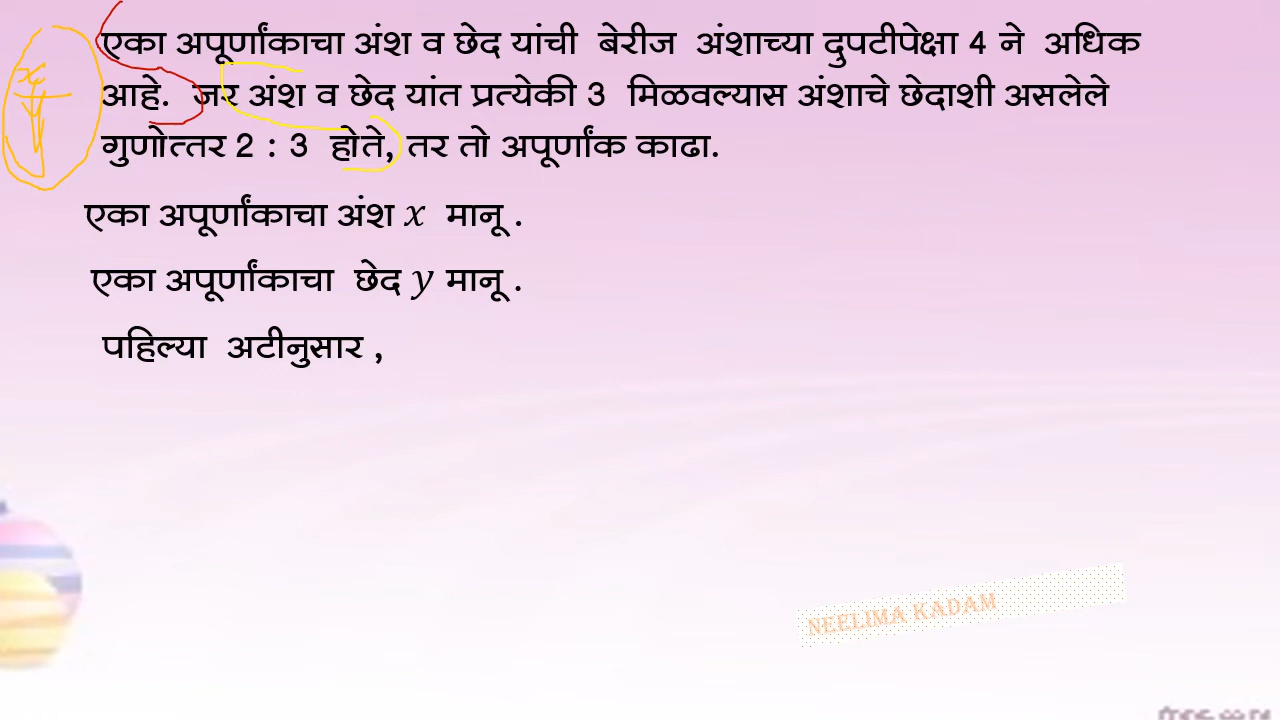 एका अपूर्णांकाचा अंश व छेद यांची बेरीज अंशाच्या दुपटीपेक्षा 4 ने अधिक
आहे. जर अंश व छेद यांत प्रत्येकी 3 मिळवल्यास अंशाचे छेदाशी असलेले
गुणोत्तर 2 : 3 होते, तर तो अपूर्णांक काढा.
x
y
एका अपूर्णांकाचा अंश x मानू .
एका अपूर्णांकाचा छेद y मानू .
पहिल्या अटीनुसार ,
NEELIMA KADAM